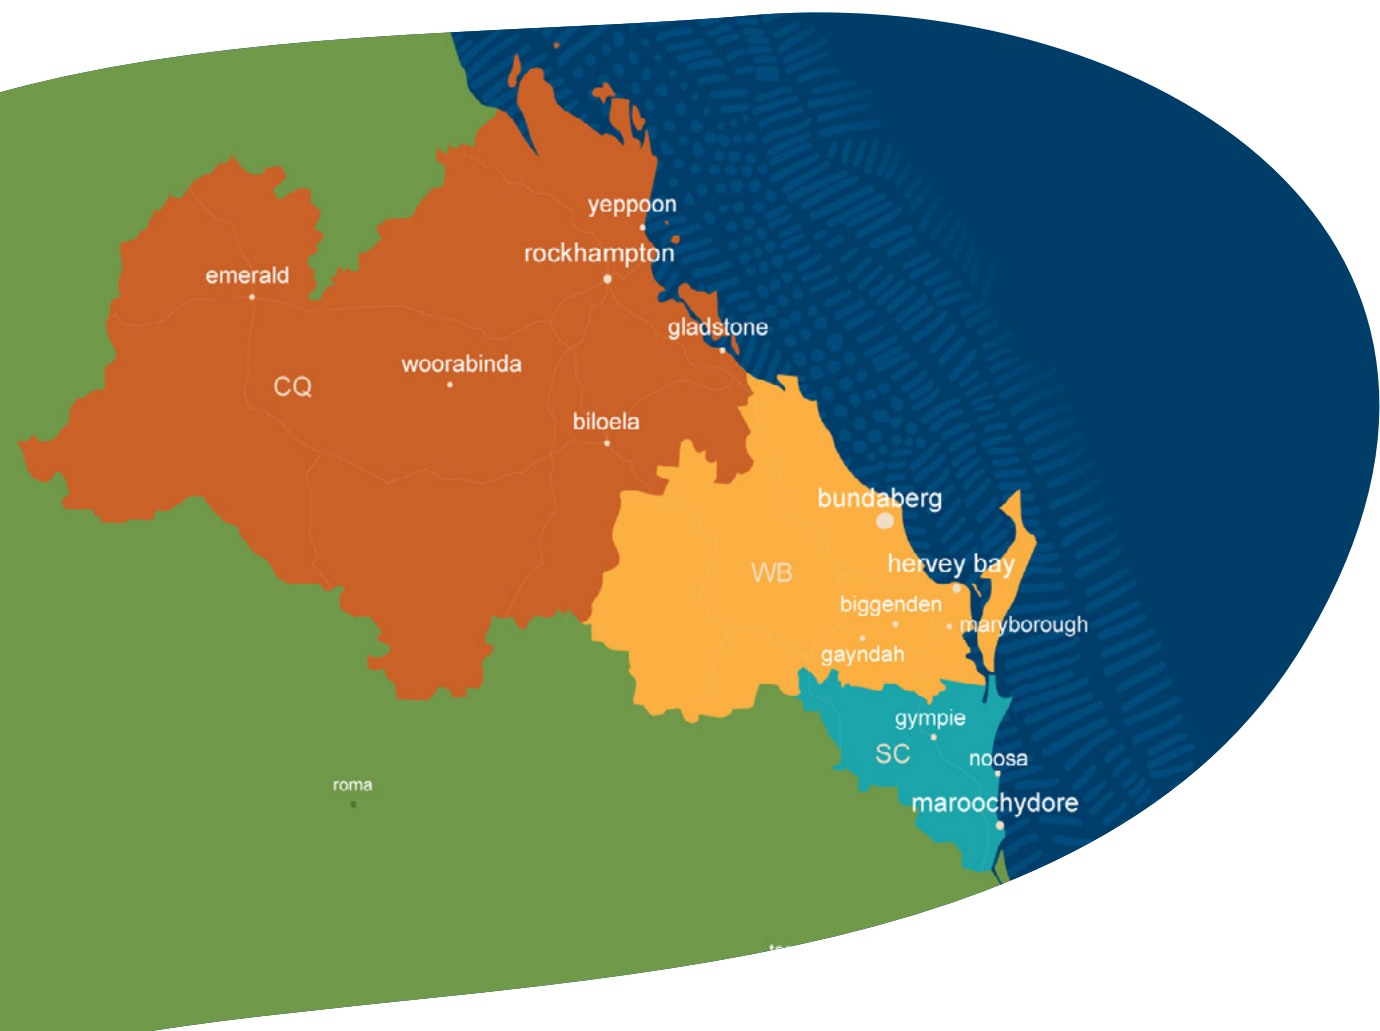 yeppoon
rockhampton
emerald
gladstone
woorabinda
CQ
biloela
bundaberg
hervey bay
WB
biggenden
maryborough
gayndah
gympie
SC
noosa
roma
maroochydore